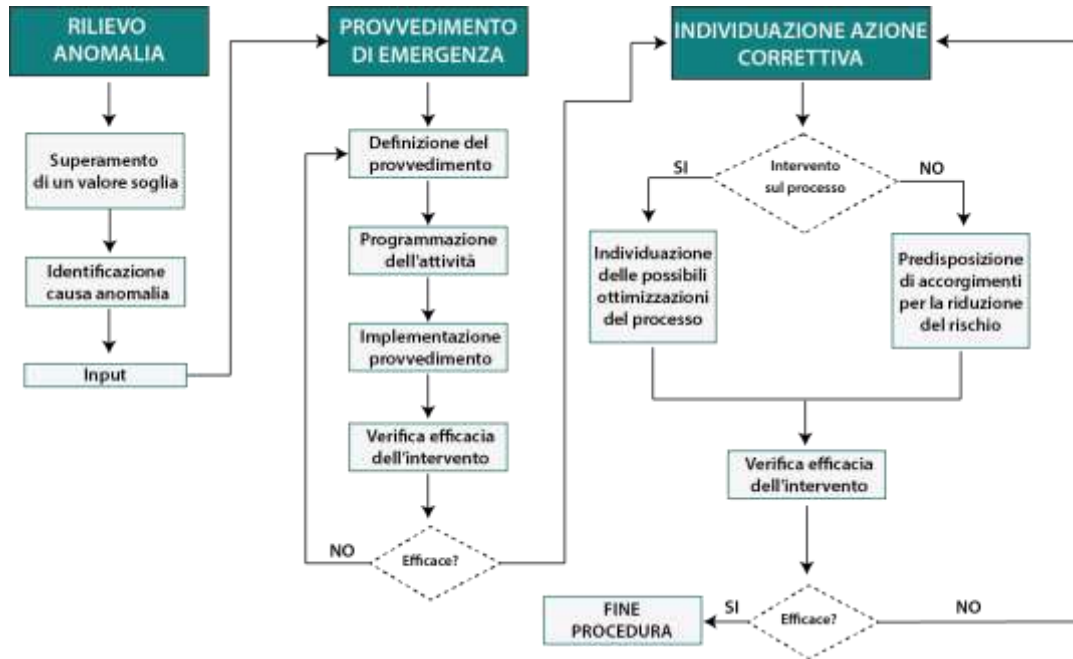 RILIEVO
ANOMALIA
Superamento
di un valore soglia
Identificazione
causa anomalia
Input
PROVVEDIMENTO
DI EMERGENZA
Definizione del
provvedimento
Programmazione
dell'attività
Implementazione
provvedimento
Verifica efficacia
dell'intervento
Efficace?
NO
INDIVIDUAZIONE AZIONE
CORRETTIVA
Intervento
sul processo
SI
NO
Individuazione
delle possibili
ottimizzazioni
del processo
Predisposizione
di accorgimenti
per la riduzione
del rischio
Verifica efficacia
dell'intervento
Efficace?
SI
NO
FINE
PROCEDURA